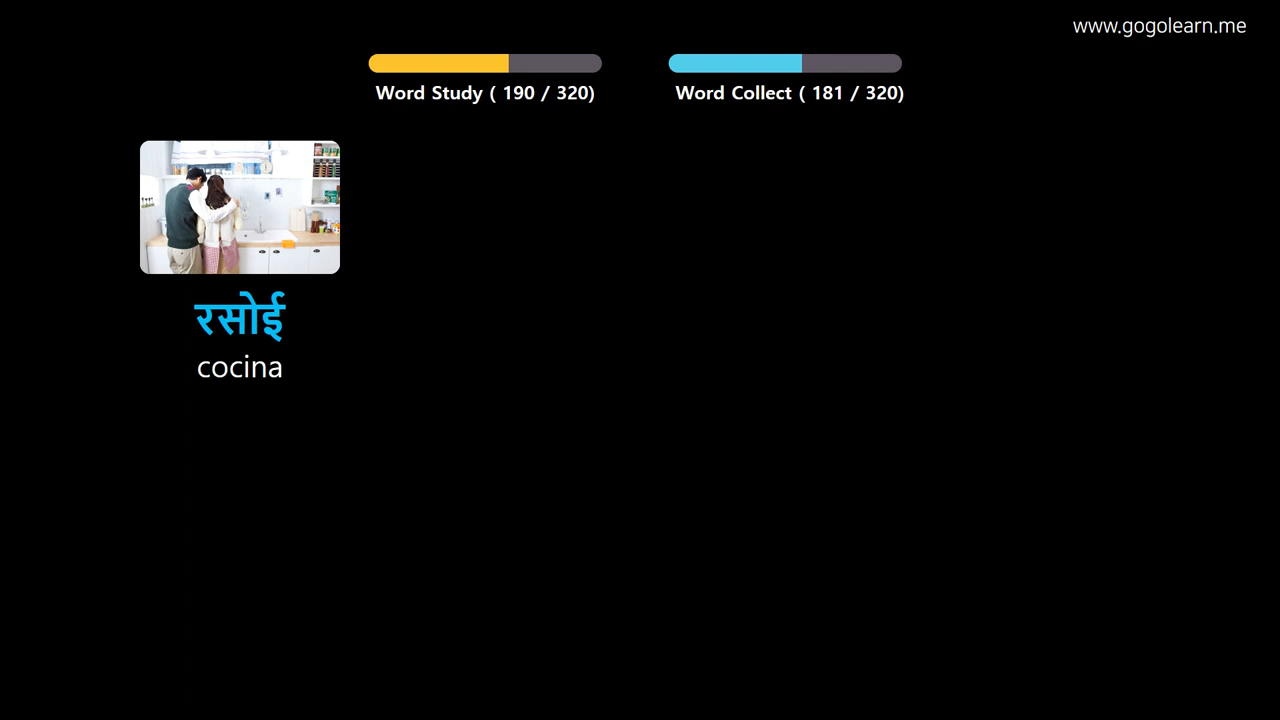 www.gogolearn.me
Word Study ( 190 / 320)
Word Collect ( 181 / 320)
रसोई
cocina